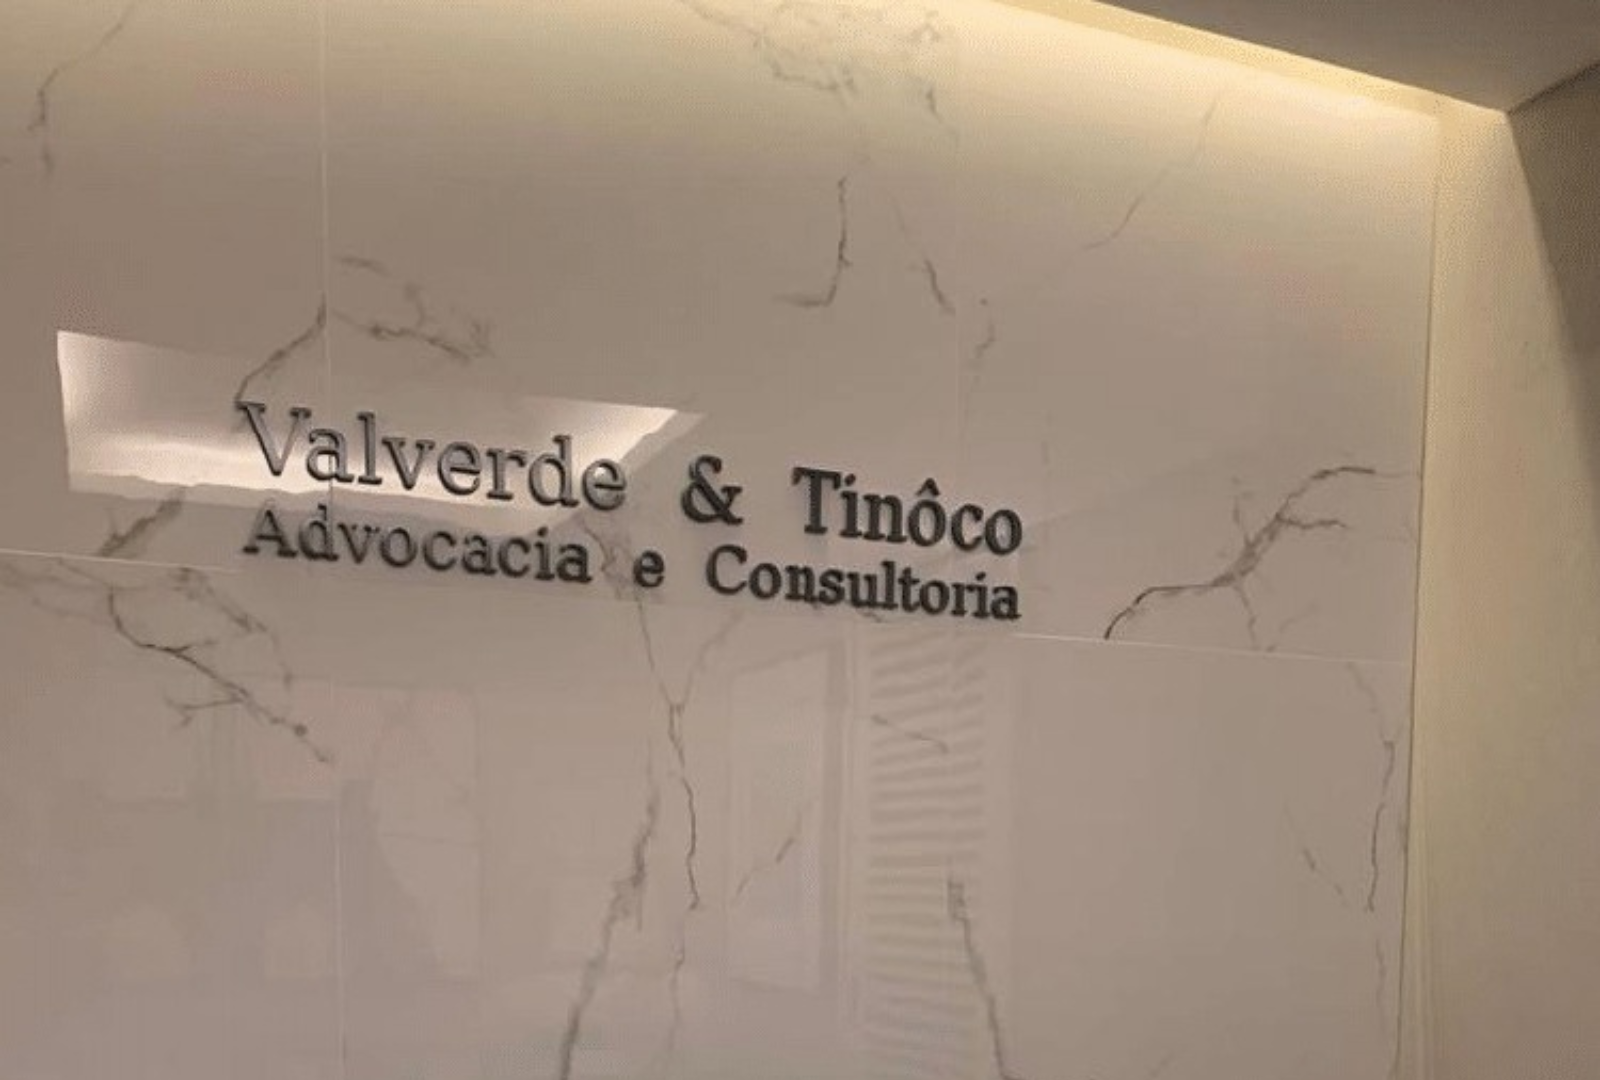 Valverde & Tinôco
Advocacia e Consultoria